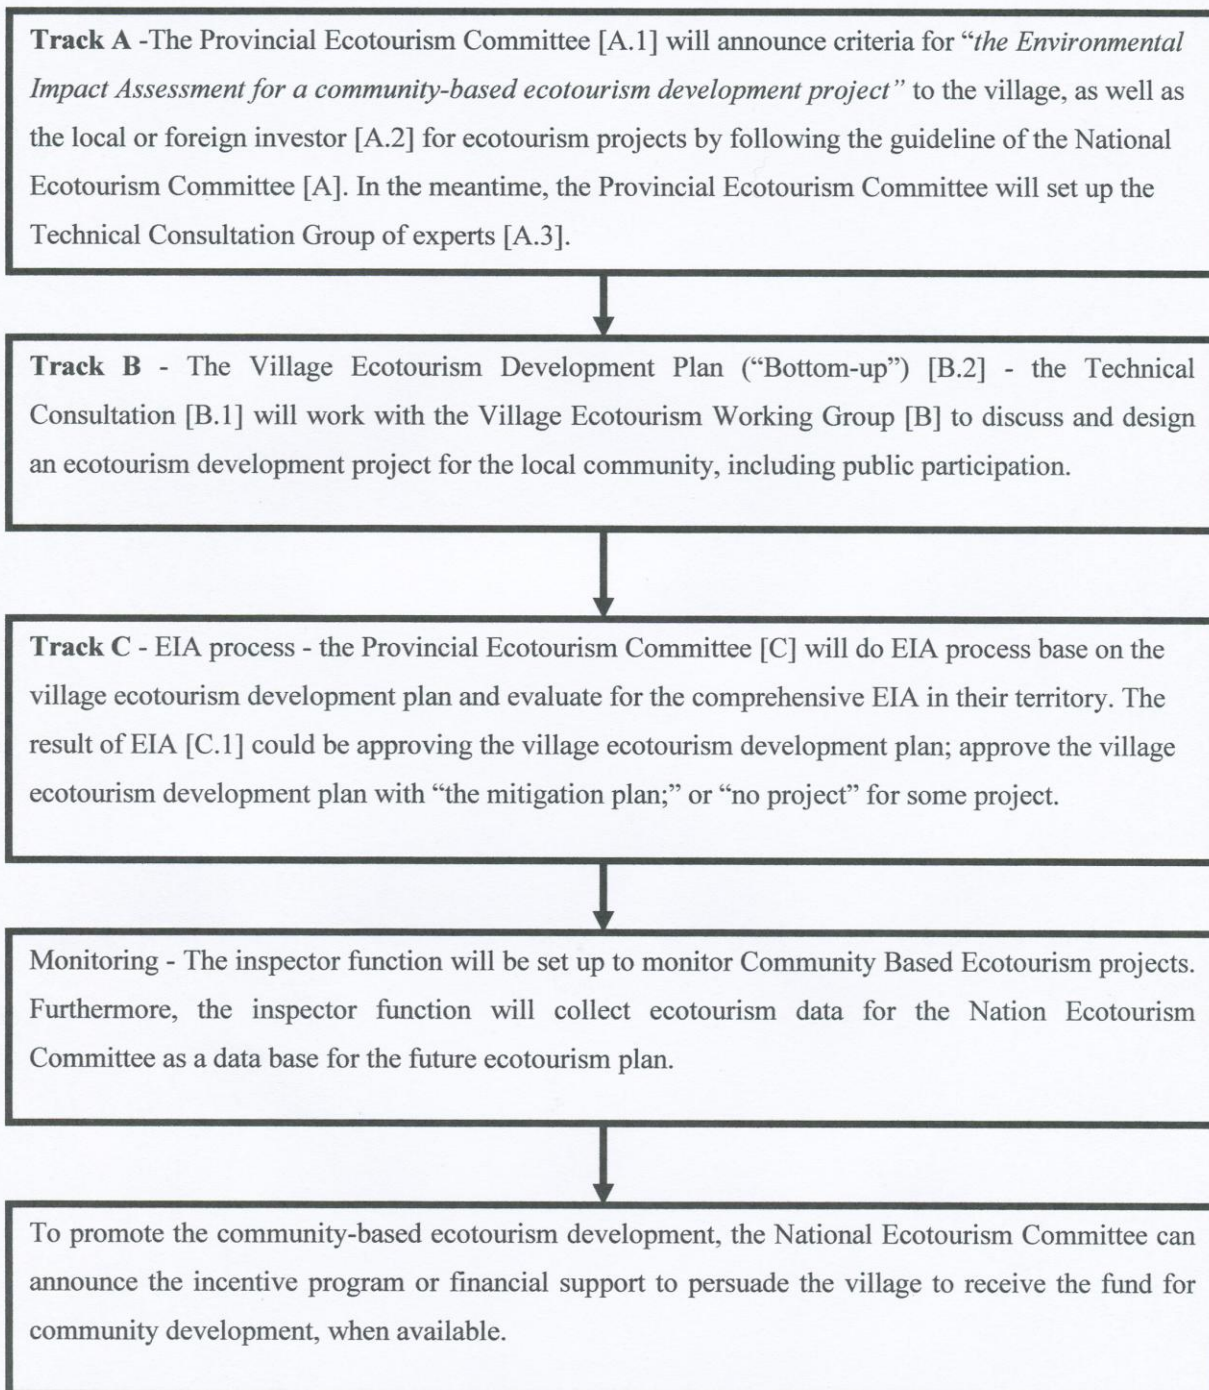 Track A -The Provincial Ecotourism Committee [A.1] will announce criteria for “the Environmental
Impact Assessment for a community-based ecotourism development project” to the village, as well as
the local or foreign investor [A.2] for ecotourism projects by following the guideline of the National
Ecotourism Committee [A]. In the meantime, the Provincial Ecotourism Committee will set up the
Technical Consultation Group of experts [A.3].
Track B - The Village Ecotourism Development Plan (“Bottom-up”) [B.2] - the Technical
Consultation [B.1] will work with the Village Ecotourism Working Group [B] to discuss and design
an ecotourism development project for the local community, including public participation.
Track C - EIA process - the Provincial Ecotourism Committee [C] will do EIA process base on the
village ecotourism development plan and evaluate for the comprehensive EIA in their territory. The
result of EIA [C.1] could be approving the village ecotourism development plan; approve the village
ecotourism development plan with “the mitigation plan;” or “no project” for some project.
Monitoring - The inspector function will be set up to monitor Community Based Ecotourism projects.
Furthermore, the inspector function will collect ecotourism data for the Nation Ecotourism
Committee as a data base for the future ecotourism plan.
To promote the community-based ecotourism development, the National Ecotourism Committee can
announce the incentive program or financial support to persuade the village to receive the fund for
community development, when available.